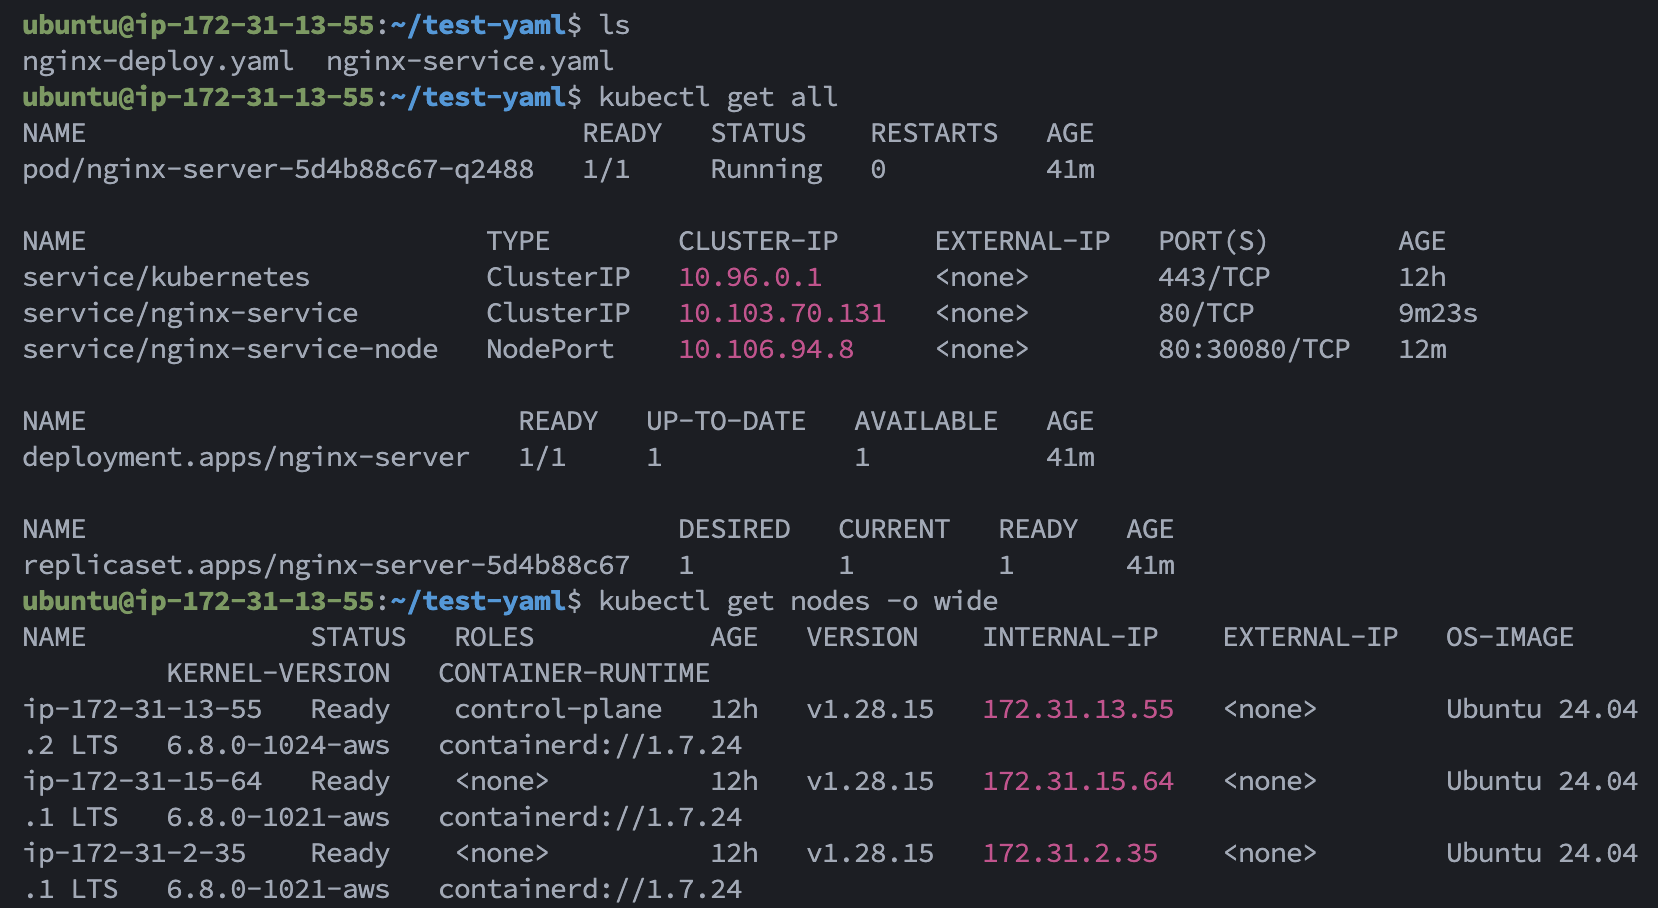 ubuntu@ip-172-31-13-55:~/test-yaml$ ls
nginx-deploy.yaml  nginx-service.yaml
ubuntu@ip-172-31-13-55:~/test-yaml$ kubectl get all
NAME                               READY   STATUS    RESTARTS   AGE
pod/nginx-server-5d4b88c67-q2488   1/1     Running   0          41m

NAME                         TYPE        CLUSTER-IP      EXTERNAL-IP   PORT(S)        AGE
service/kubernetes           ClusterIP   10.96.0.1       <none>        443/TCP        12h
service/nginx-service        ClusterIP   10.103.70.131   <none>        80/TCP         9m23s
service/nginx-service-node   NodePort    10.106.94.8     <none>        80:30080/TCP   12m

NAME                           READY   UP-TO-DATE   AVAILABLE   AGE
deployment.apps/nginx-server   1/1     1            1           41m

NAME                                     DESIRED   CURRENT   READY   AGE
replicaset.apps/nginx-server-5d4b88c67   1         1         1       41m
ubuntu@ip-172-31-13-55:~/test-yaml$ kubectl get nodes -o wide
NAME              STATUS   ROLES           AGE   VERSION    INTERNAL-IP    EXTERNAL-IP   OS-IMAGE
         KERNEL-VERSION   CONTAINER-RUNTIME
ip-172-31-13-55   Ready    control-plane   12h   v1.28.15   172.31.13.55   <none>        Ubuntu 24.04
.2 LTS   6.8.0-1024-aws   containerd://1.7.24
ip-172-31-15-64   Ready    <none>          12h   v1.28.15   172.31.15.64   <none>        Ubuntu 24.04
.1 LTS   6.8.0-1021-aws   containerd://1.7.24
ip-172-31-2-35    Ready    <none>          12h   v1.28.15   172.31.2.35    <none>        Ubuntu 24.04
.1 LTS   6.8.0-1021-aws   containerd://1.7.24